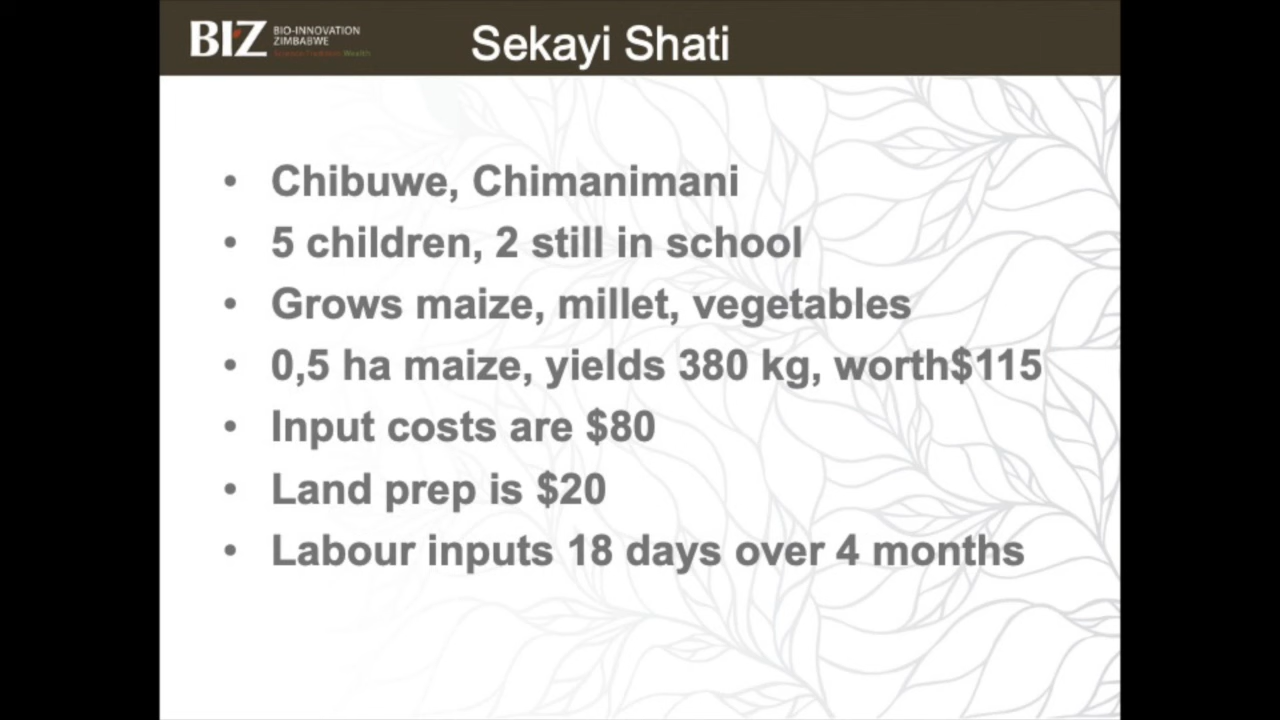 BIZ BIO-INNOVATION
ZIMBABWE
Wealth
Sekayi Shati
• Chibuwe, Chimanimani
• 5 children, 2 still in school
• Grows maize, millet, vegetables
• 0,5 ha maize, yields 380 kg, worth$115
• Input costs are $80
• Land prep is $20
• Labour inputs 18 days over 4 months